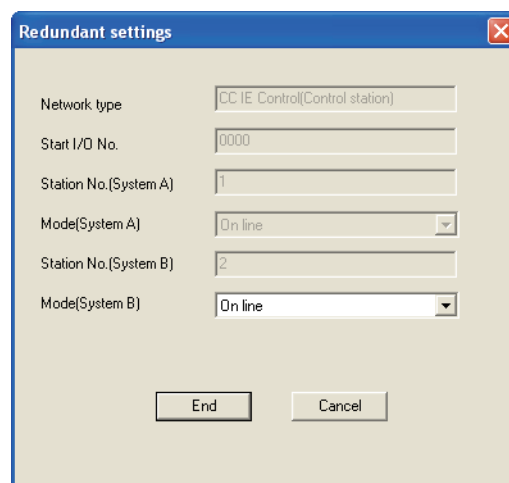 Redundant settings
Network type CC IE Control(Control station)
Start I/O No. 0000
Station No.(System A) 1
Mode(System A) On line
Station No.(System B) 2
Mode(System B) On line
End Cancel